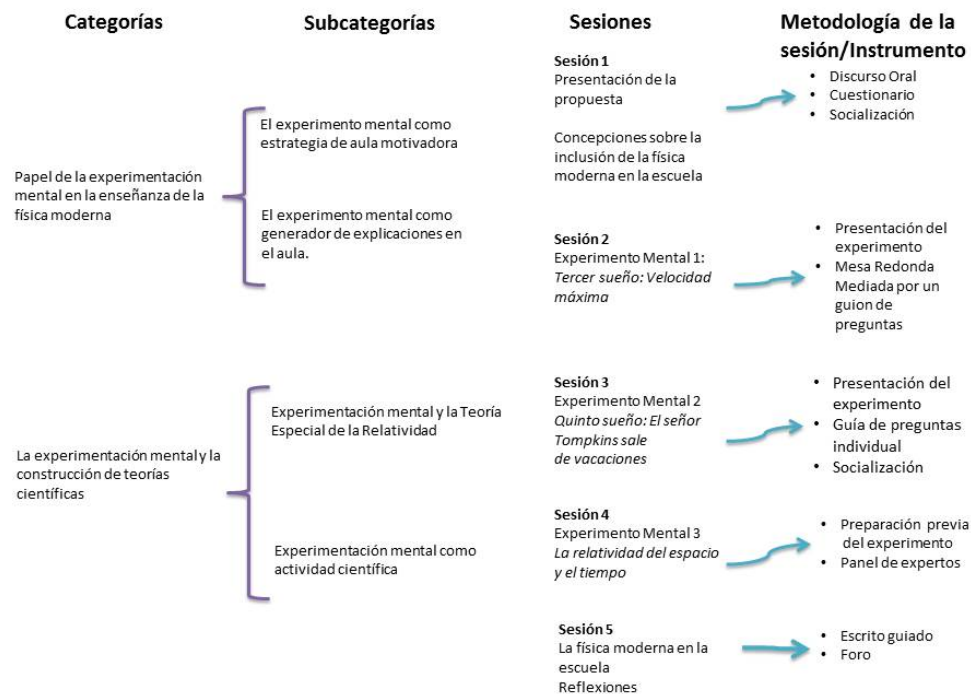 Categorías
Subcategorías
Sesiones
Metodología de la
sesión/Instrumento
Papel de la experimentación
mental en la enseñanza de la
física moderna
El experimento mental como
estrategia de aula motivadora
El experimento mental como
generador de explicaciones en
el aula.
La experimentación mental y la
construcción de teorías
científicas
Experimentación mental y la Teoría
Especial de la Relatividad
Experimentación mental como
actividad científica
Sesión 1
Presentación de la
propuesta
Concepciones sobre la
inclusión de la física
moderna en la escuela
• Discurso Oral
• Cuestionario
• Socialización
Sesión 2
Experimento Mental 1:
Tercer sueño: Velocidad
máxima
• Presentación del
experimento
• Mesa Redonda
Mediada por un
guion de
preguntas
Sesión 3
Experimento Mental 2
Quinto sueño: El señor
Tompkins sale
de vacaciones
• Presentación del
experimento
• Guía de preguntas
individual
• Socialización
Sesión 4
Experimento Mental 3
La relatividad del espacio
y el tiempo
• Preparación previa
del experimento
• Panel de expertos
Sesión 5
La física moderna en la
escuela
Reflexiones
• Escrito guiado
• Foro